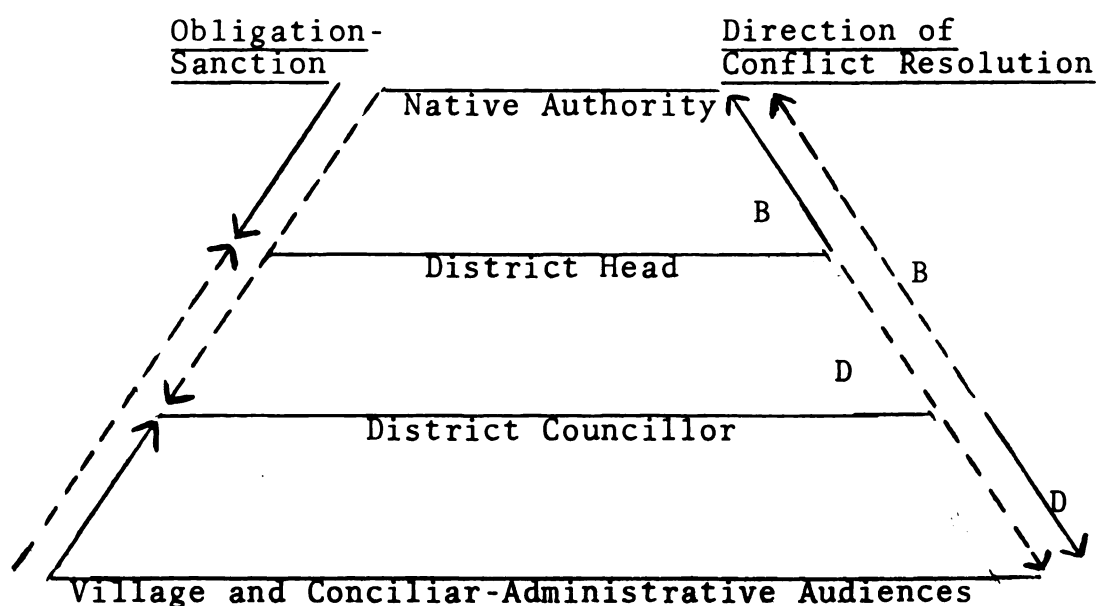 Obligation-
Sanction
Direction of
Conflict Resolution
Native Authority
B
District Head
B
D
District Councillor
D
Village and Conciliar-Administrative Audiences